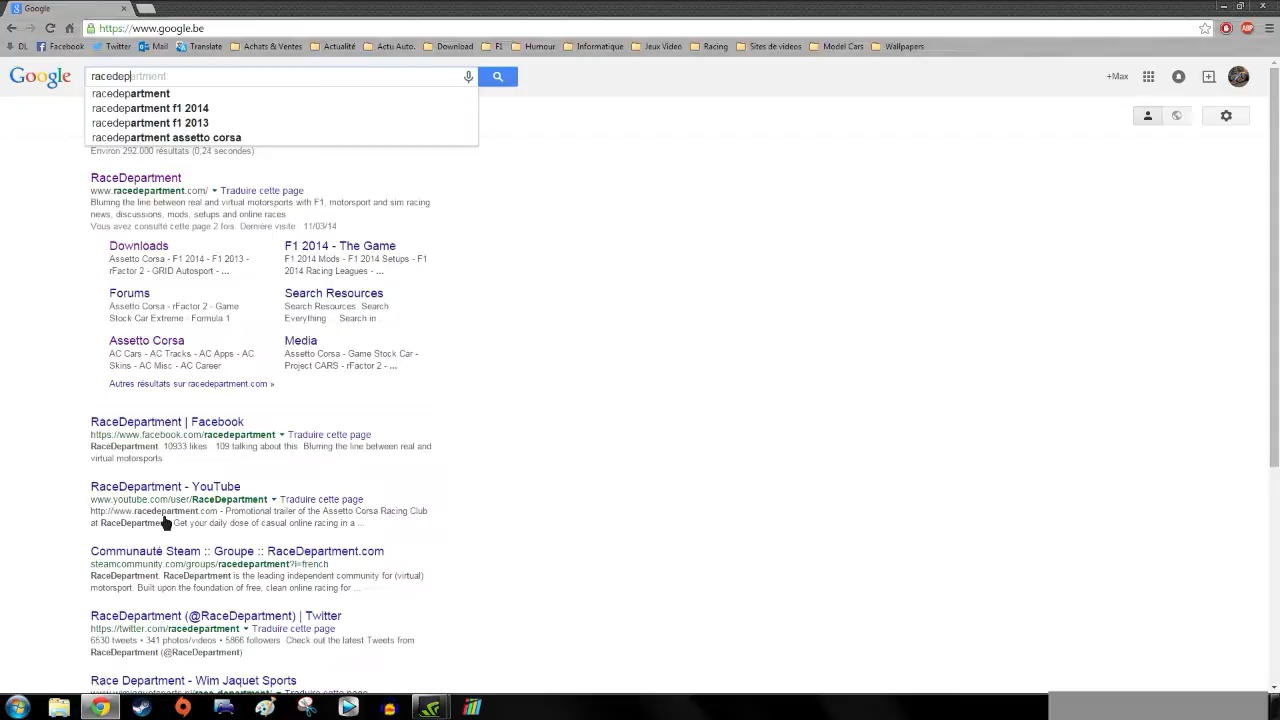 Google
https://www.google.be
DL Facebook Twitter Mail Translate Achats & Ventes Actualité Actu Auto. Download F1 Humour Informatique Jeux Video Racing Sites de videos Model Cars Wallpapers
Google racedepartment +Max
racedepartment
racedepartment f1 2014
racedepartment f1 2013
racedepartment assetto corsa
Environ 292.000 résultats (0,24 secondes)
RaceDepartment
www.racedepartment.com/ Traduire cette page
Blurring the line between real and virtual motorsports with F1, motorsport and sim racing
news, discussions, mods, setups and online races
Vous avez consulté cette page 2 fois. Dernière visite 11/03/14
Downloads
Assetto Corsa - F1 2014 - F1 2013 -
rFactor 2 - GRID Autosport - ...
F1 2014 - The Game
F1 2014 Mods - F1 2014 Setups - F1
2014 Racing Leagues - ...
Forums
Assetto Corsa - rFactor 2 - Game
Stock Car Extreme - Formula 1
Search Resources
Search Resources Search
Everything Search in
Assetto Corsa
AC Cars - AC Tracks - AC Apps - AC
Skins - AC Misc - AC Career
Media
Assetto Corsa - Game Stock Car -
Project CARS - rFactor 2 - ...
Autres résultats sur racedepartment.com »
RaceDepartment | Facebook
https://www.facebook.com/racedepartment Traduire cette page
RaceDepartment. 10933 likes 109 talking about this. Blurring the line between real and
virtual motorsports
RaceDepartment - YouTube
www.youtube.com/user/RaceDepartment Traduire cette page
http://www.racedepartment.com - Promotional trailer of the Assetto Corsa Racing Club
at RaceDepartment Get your daily dose of casual online racing in a ...
Communauté Steam :: Groupe :: RaceDepartment.com
steamcommunity.com/groups/racedepartment?l=french
RaceDepartment. RaceDepartment is the leading independent community for (virtual)
motorsport. Built upon the foundation of free, clean online racing for ...
RaceDepartment (@RaceDepartment) | Twitter
https://twitter.com/racedepartment Traduire cette page
6530 tweets • 341 photos/videos • 5866 followers Check out the latest Tweets from
RaceDepartment (@RaceDepartment)
Race Department - Wim Jaquet Sports